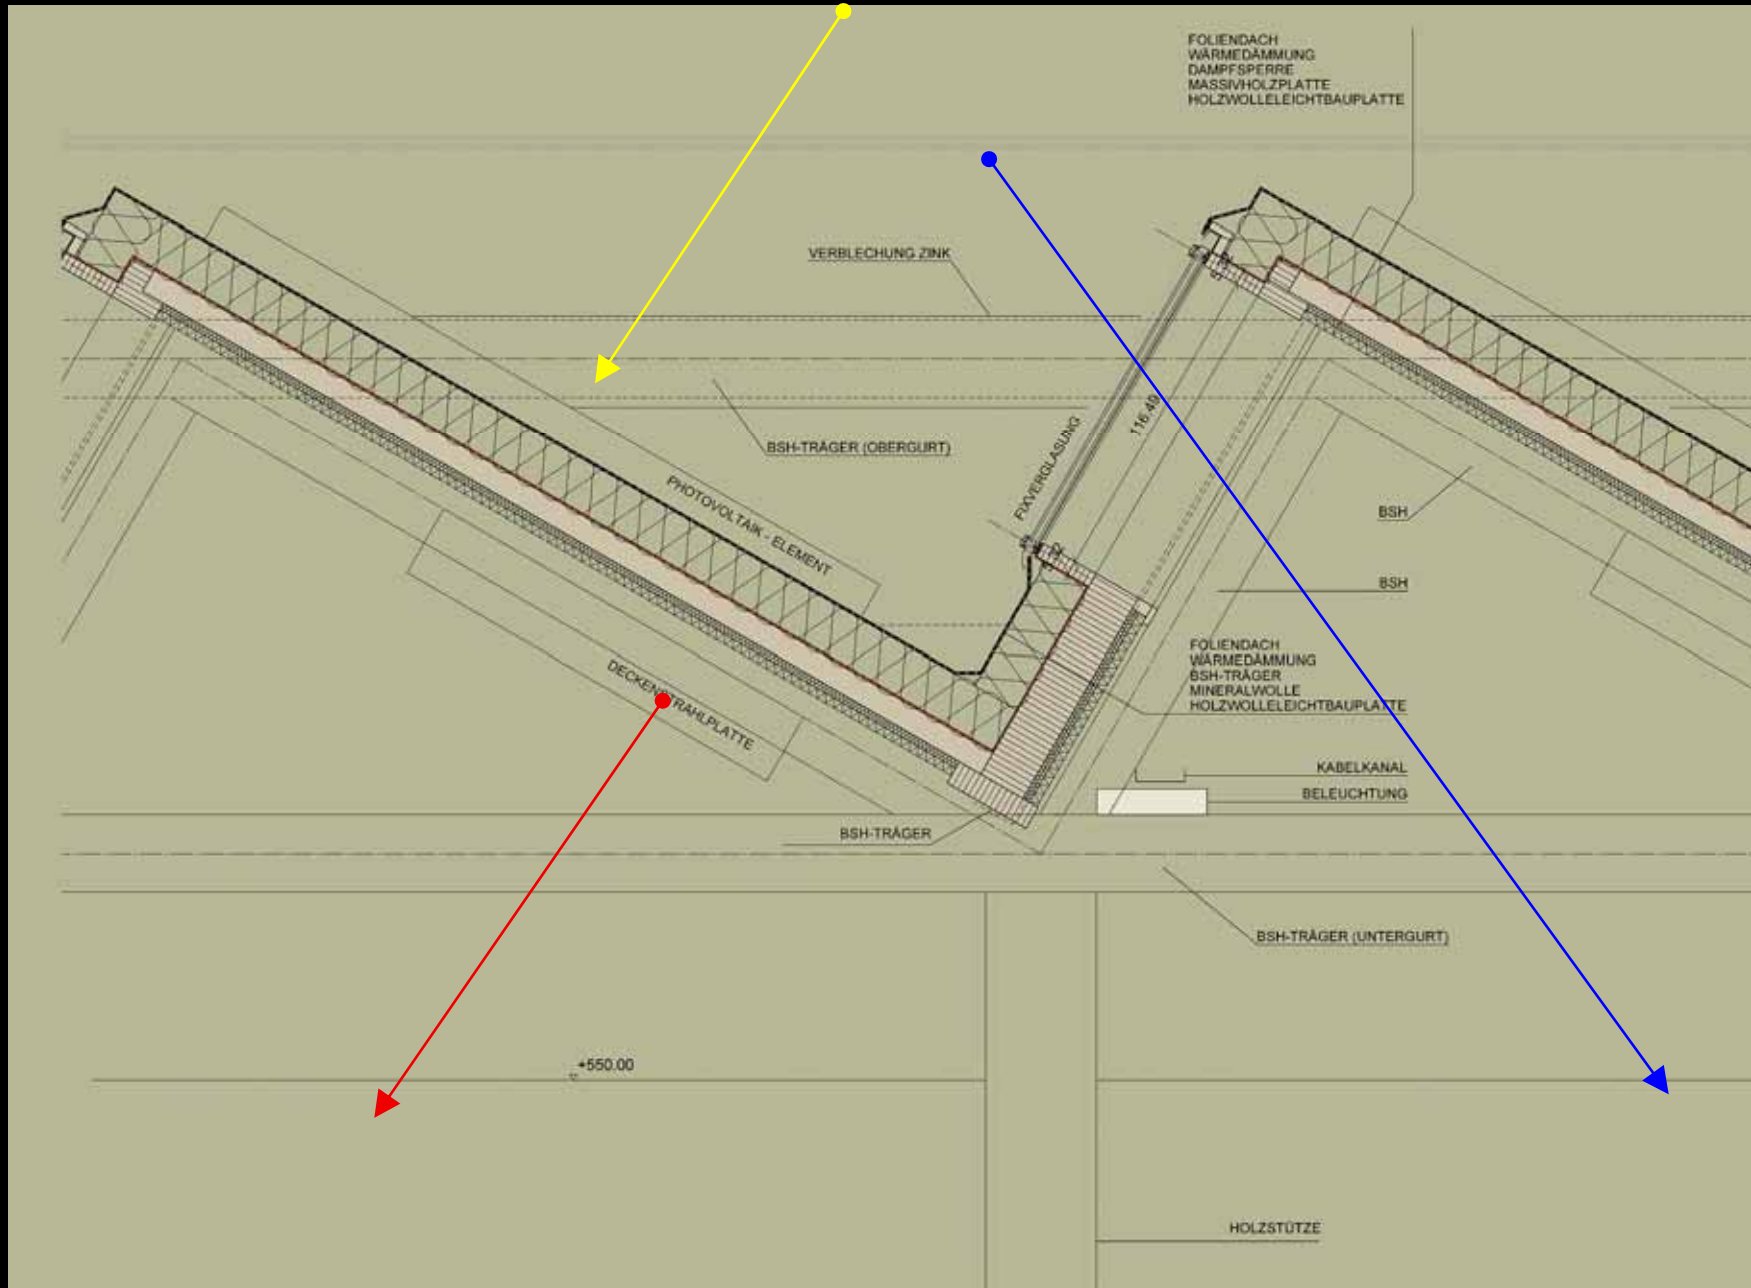 FOLIENDACH
WÄRMEDÄMMUNG
DAMPFSPERRE
MASSIVHOLZPLATTE
HOLZWOLLELEICHTBAUPLATTE
VERBLECHUNG ZINK
116.49
FIXVERGLASUNG
BSH-TRÄGER (OBERGURT)
PHOTOVOLTAIK - ELEMENT
BSH
BSH
FOLIENDACH
WÄRMEDÄMMUNG
BSH-TRÄGER
MINERALWOLLE
HOLZWOLLELEICHTBAUPLATTE
DECKENSTRAHLPLATTE
KABELKANAL
BELEUCHTUNG
BSH-TRÄGER
BSH-TRÄGER (UNTERGURT)
+550.00
HOLZSTÜTZE